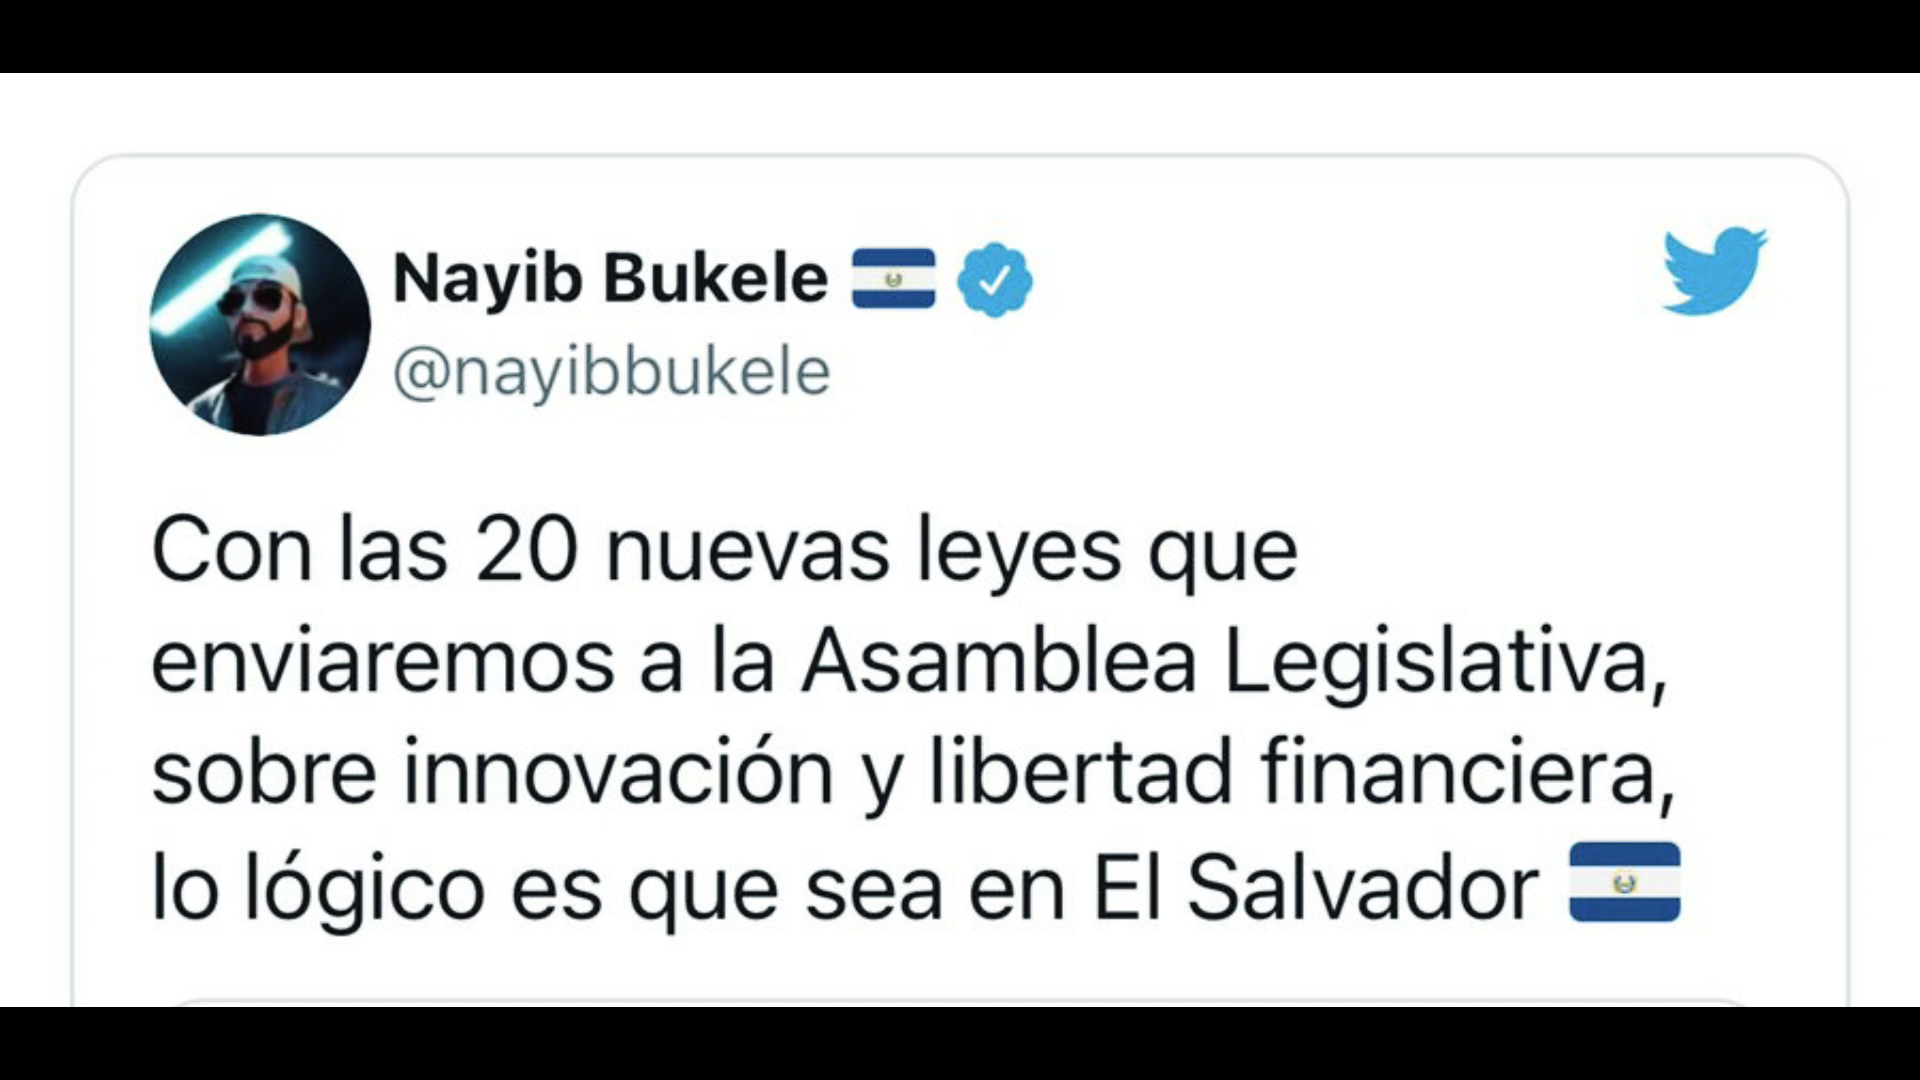 Nayib Bukele 🇸🇻
@nayibbukele
Con las 20 nuevas leyes que
enviaremos a la Asamblea Legislativa,
sobre innovación y libertad financiera,
lo lógico es que sea en El Salvador 🇸🇻